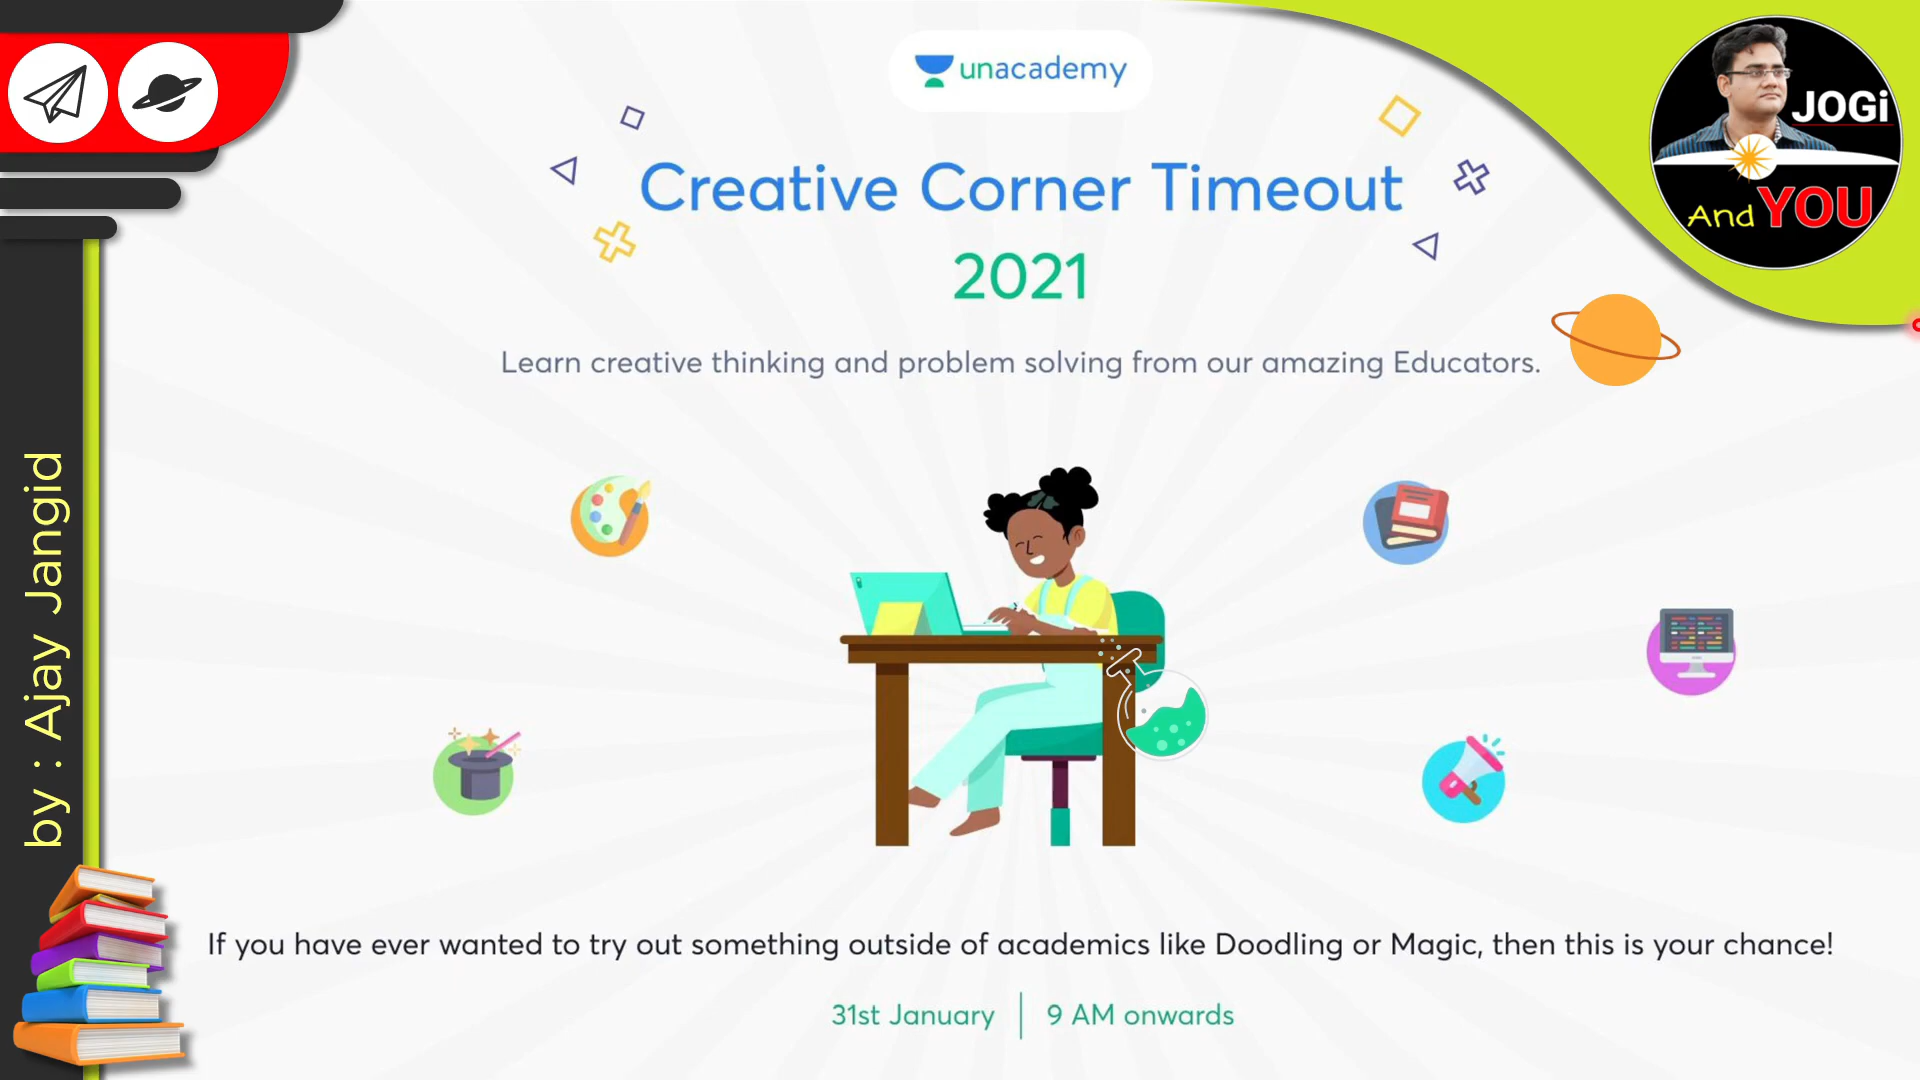 unacademy
JOGi
And YOU
Creative Corner Timeout
2021
Learn creative thinking and problem solving from our amazing Educators.
by : Ajay Jangid
If you have ever wanted to try out something outside of academics like Doodling or Magic, then this is your chance!
31st January | 9 AM onwards